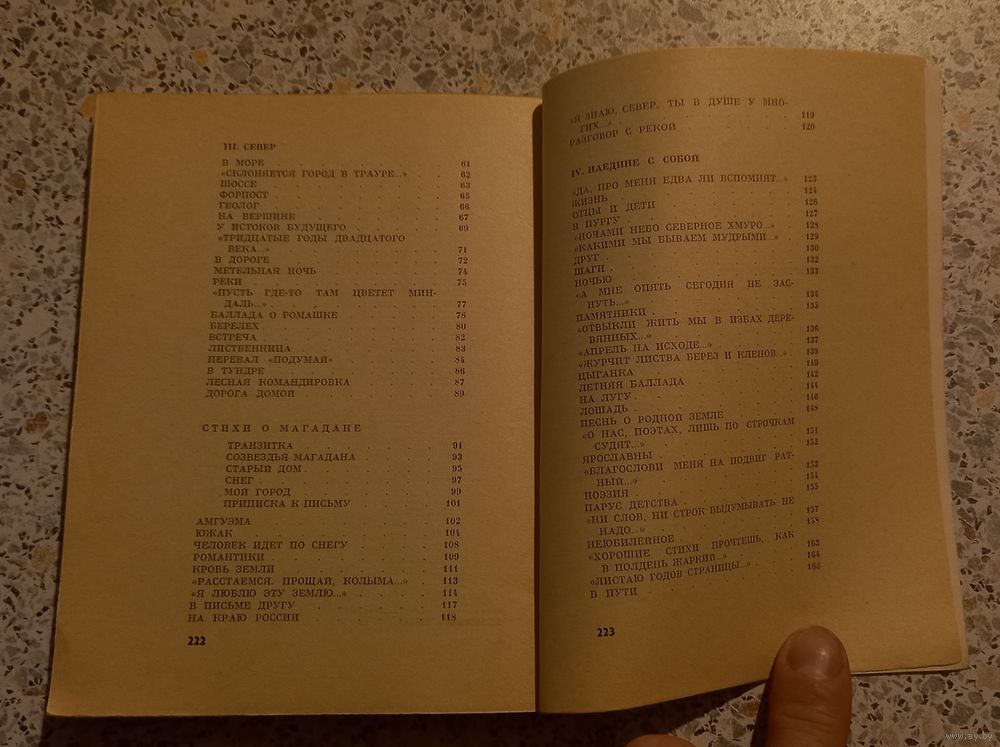 III. СЕВЕР
В МОРЕ 61
«СКЛОНЯЕТСЯ ГОРОД В ТРАУРЕ...» 62
ШОССЕ 63
ФОРПОСТ 65
ГЕОЛОГ 66
НА ВЕРШИНЕ 67
У ИСТОКОВ БУДУЩЕГО 69
«ТРИДЦАТЫЕ ГОДЫ ДВАДЦАТОГО
ВЕКА...» 71
В ДОРОГЕ 72
МЕТЕЛЬНАЯ НОЧЬ 74
РЕКИ 75
«ПУСТЬ ГДЕ-ТО ТАМ ЦВЕТЕТ МИН-
ДАЛЬ...» 77
БАЛЛАДА О РОМАШКЕ 78
БЕРЕЛЕХ 80
ВСТРЕЧА 82
ЛИСТВЕННИЦА 83
ПЕРЕВАЛ «ПОДУМАЙ» 84
В ТУНДРЕ 86
ЛЕСНАЯ КОМАНДИРОВКА 87
ДОРОГА ДОМОЙ 89
СТИХИ О МАГАДАНЕ
ТРАНЗИТКА 91
СОЗВЕЗДЬЯ МАГАДАНА 93
СТАРЫЙ ДОМ 95
СНЕГ 97
МОЙ ГОРОД 99
ПРИПИСКА К ПИСЬМУ 101
АМГУЭМА 102
ЮЖАК 104
ЧЕЛОВЕК ИДЕТ ПО СНЕГУ 108
РОМАНТИКИ 109
КРОВЬ ЗЕМЛИ 111
«РАССТАЕМСЯ. ПРОЩАЙ, КОЛЫМА...» 113
«Я ЛЮБЛЮ ЭТУ ЗЕМЛЮ...» 114
В ПИСЬМЕ ДРУГУ 117
НА КРАЮ РОССИИ 118
222
«Я ЗНАЮ, СЕВЕР, ТЫ В ДУШЕ У МНО-
ГИХ...» 119
РАЗГОВОР С РЕКОЙ 120
IV. НАЕДИНЕ С СОБОЙ
«ДА, ПРО МЕНЯ ЕДВА ЛИ ВСПОМНЯТ...» 123
ЖИЗНЬ 124
ОТЦЫ И ДЕТИ 126
В ПУРГУ 127
«НОЧАМИ НЕБО СЕВЕРНОЕ ХМУРО...» 128
«КАКИМИ МЫ БЫВАЕМ МУДРЫМИ...» 129
ДРУГ 130
ШАГИ 132
НОЧЬЮ 133
«А МНЕ ОПЯТЬ СЕГОДНЯ НЕ ЗАС-
НУТЬ...» 134
ПАМЯТНИКИ 135
«ОТВЫКЛИ ЖИТЬ МЫ В ИЗБАХ ДЕРЕ-
ВЯННЫХ...» 136
«АПРЕЛЬ НА ИСХОДЕ...» 137
«ЖУРЧИТ ЛИСТВА БЕРЕЗ И КЛЕНОВ...» 139
ЦЫГАНКА 140
ЛЕТНЯЯ БАЛЛАДА 142
НА ЛУГУ 144
ЛОШАДЬ 146
ПЕСНЬ О РОДНОЙ ЗЕМЛЕ 148
«О НАС, ПОЭТАХ, ЛИШЬ ПО СТРОЧКАМ
СУДЯТ...» 151
ЯРОСЛАВНЫ 152
«БЛАГОСЛОВИ МЕНЯ НА ПОДВИГ РАТ-
НЫЙ...» 153
ПОЭЗИЯ 154
ПАРУС ДЕТСТВА 155
«НИ СЛОВ, НИ СТРОК ВЫДУМЫВАТЬ НЕ
НАДО...» 157
НЕЮБИЛЕЙНОЕ 158
«ХОРОШИЕ СТИХИ ПРОЧТЕШЬ, КАК
В ПОЛДЕНЬ ЖАРКИЙ...» 163
«ЛИСТАЮ ГОДОВ СТРАНИЦЫ...» 164
В ПУТИ 168
223
www.ay.by